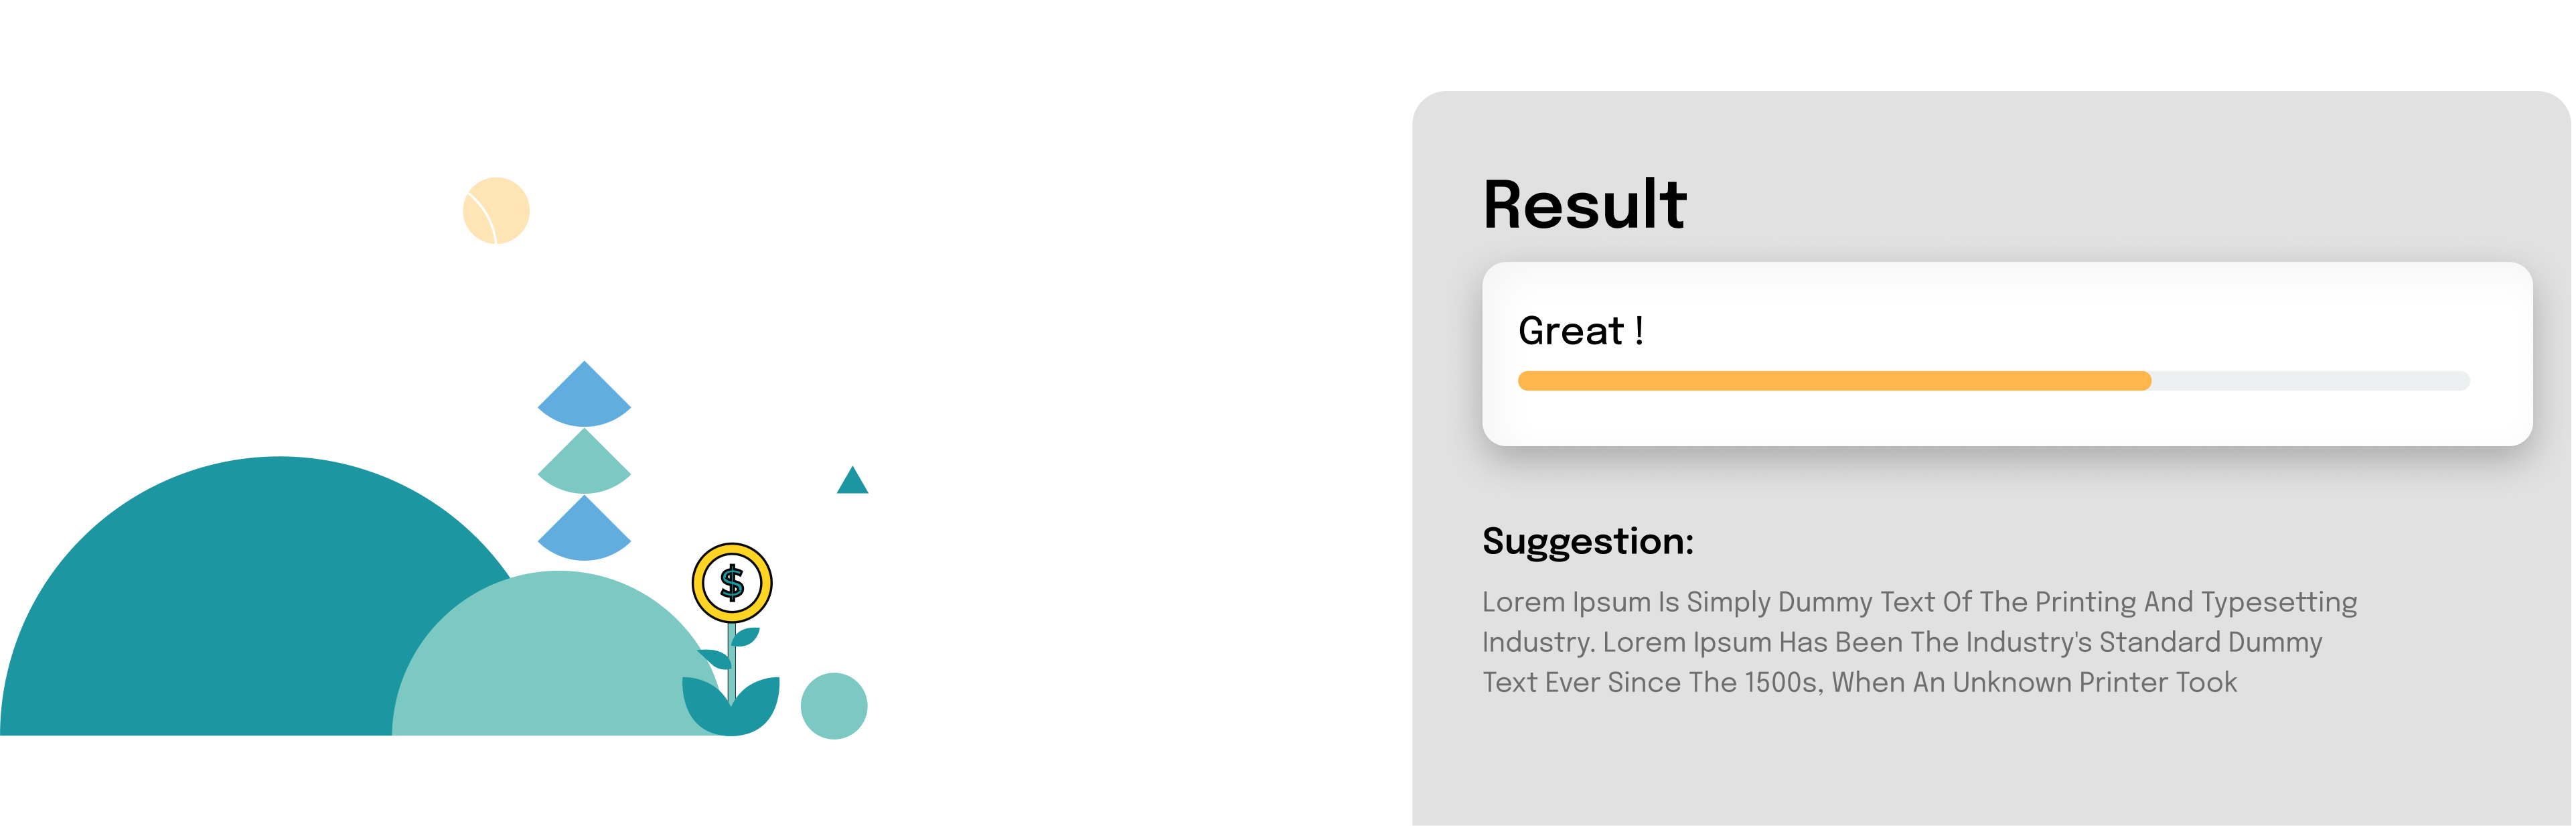 Result
Great !
$
Suggestion:
Lorem Ipsum Is Simply Dummy Text Of The Printing And Typesetting
Industry. Lorem Ipsum Has Been The Industry's Standard Dummy
Text Ever Since The 1500s, When An Unknown Printer Took